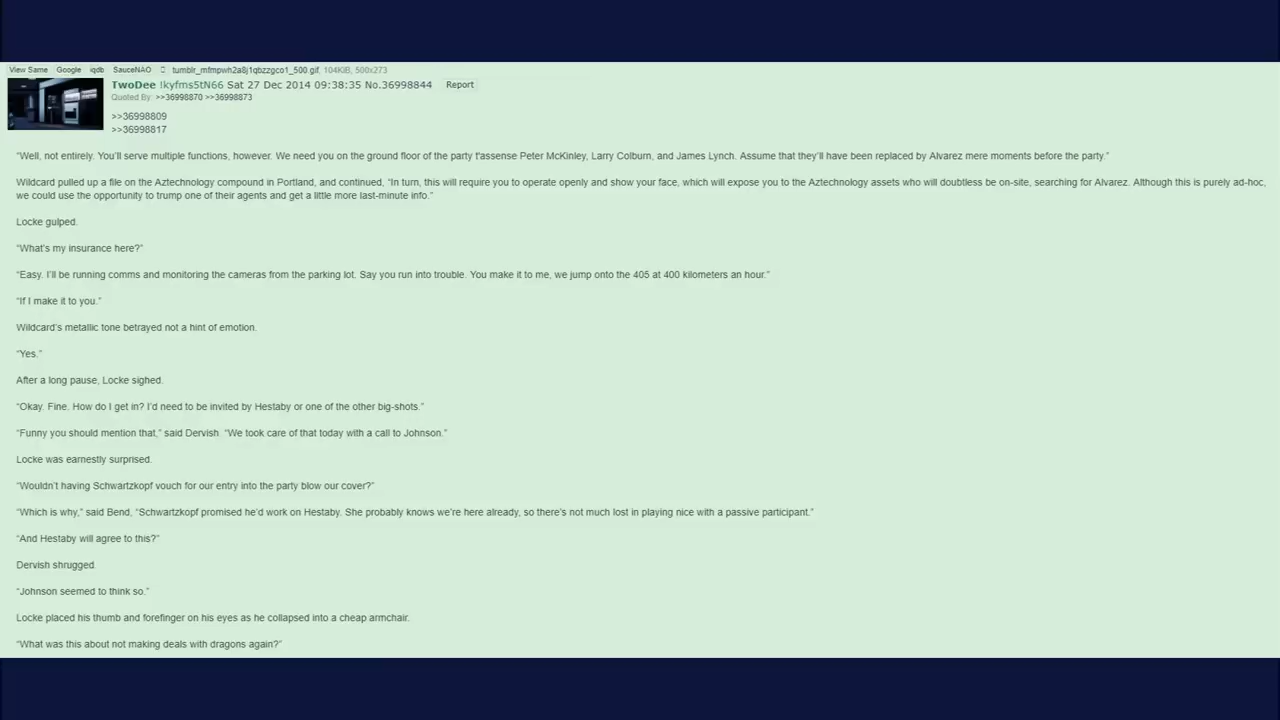 View Same Google iqdb SauceNAO tumblr_mfmpwh2a8j1qbzzgco1_500.gif, 104KiB, 500x273
TwoDee !kyfms5tN66 Sat 27 Dec 2014 09:38:35 No.36998844 Report
Quoted By: >>36998870 >>36998873
>>36998809
>>36998817
“Well, not entirely. You’ll serve multiple functions, however. We need you on the ground floor of the party t’assense Peter McKinley, Larry Colburn, and James Lynch. Assume that they’ll have been replaced by Alvarez mere moments before the party.”
Wildcard pulled up a file on the Aztechnology compound in Portland, and continued, “In turn, this will require you to operate openly and show your face, which will expose you to the Aztechnology assets who will doubtless be on-site, searching for Alvarez. Although this is purely ad-hoc,
we could use the opportunity to trump one of their agents and get a little more last-minute info.”
Locke gulped.
“What’s my insurance here?”
“Easy. I’ll be running comms and monitoring the cameras from the parking lot. Say you run into trouble. You make it to me, we jump onto the 405 at 400 kilometers an hour.”
“If I make it to you.”
Wildcard’s metallic tone betrayed not a hint of emotion.
“Yes.”
After a long pause, Locke sighed.
“Okay. Fine. How do I get in? I’d need to be invited by Hestaby or one of the other big-shots.”
“Funny you should mention that,” said Dervish “We took care of that today with a call to Johnson.”
Locke was earnestly surprised.
“Wouldn’t having Schwartzkopf vouch for our entry into the party blow our cover?”
“Which is why,” said Bend, “Schwartzkopf promised he’d work on Hestaby. She probably knows we’re here already, so there’s not much lost in playing nice with a passive participant.”
“And Hestaby will agree to this?”
Dervish shrugged.
“Johnson seemed to think so.”
Locke placed his thumb and forefinger on his eyes as he collapsed into a cheap armchair.
“What was this about not making deals with dragons again?”